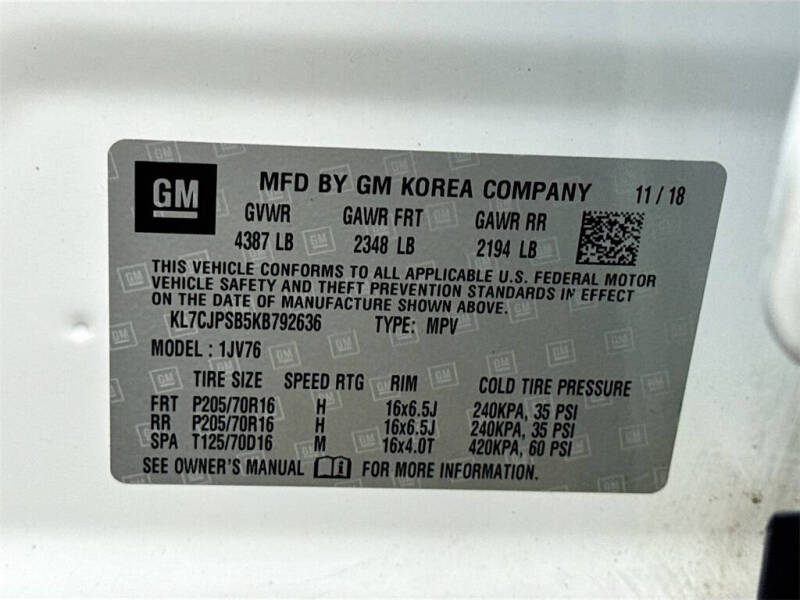 GM MFD BY GM KOREA COMPANY 11 / 18
GVWR GAWR FRT GAWR RR
4387 LB 2348 LB 2194 LB
THIS VEHICLE CONFORMS TO ALL APPLICABLE U.S. FEDERAL MOTOR
VEHICLE SAFETY AND THEFT PREVENTION STANDARDS IN EFFECT
ON THE DATE OF MANUFACTURE SHOWN ABOVE.
KL7CJPSB5KB792636 TYPE: MPV
MODEL : 1JV76
TIRE SIZE SPEED RTG RIM COLD TIRE PRESSURE
FRT P205/70R16 H 16x6.5J 240KPA, 35 PSI
RR P205/70R16 H 16x6.5J 240KPA, 35 PSI
SPA T125/70D16 M 16x4.0T 420KPA, 60 PSI
SEE OWNER'S MANUAL FOR MORE INFORMATION.